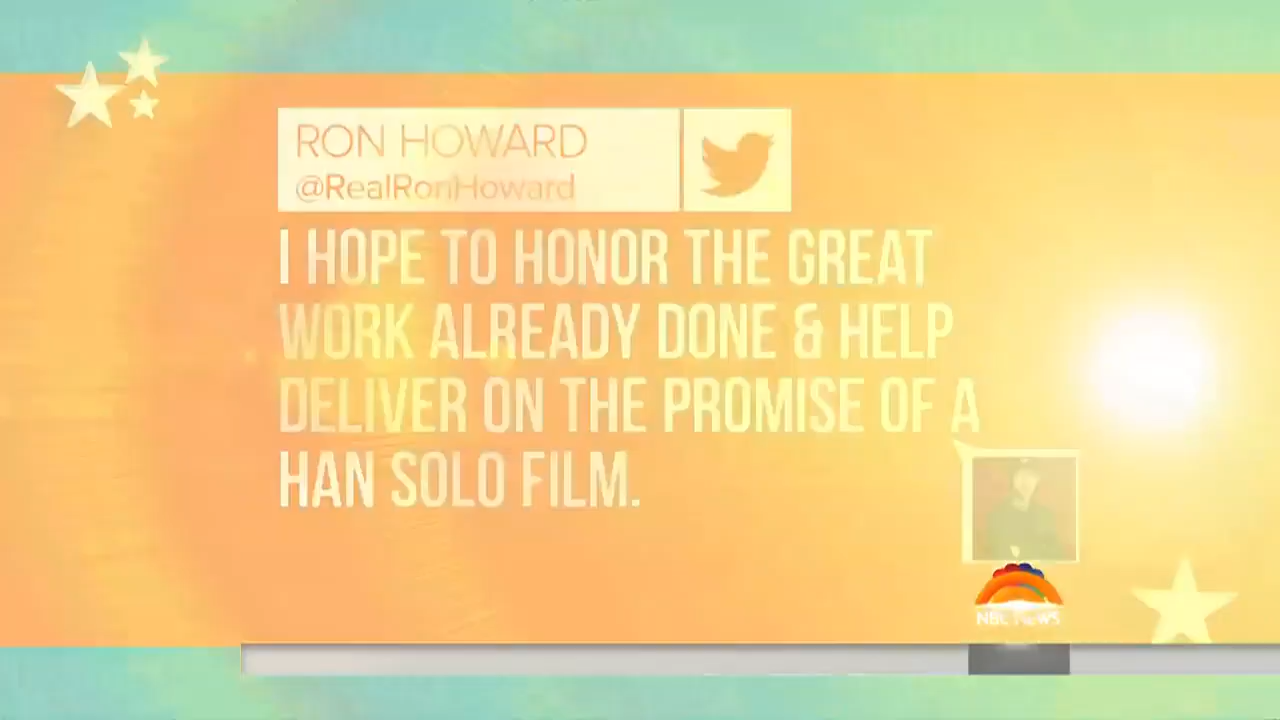 RON HOWARD
@RealRonHoward
I HOPE TO HONOR THE GREAT
WORK ALREADY DONE & HELP
DELIVER ON THE PROMISE OF A
HAN SOLO FILM.
NBC NEWS